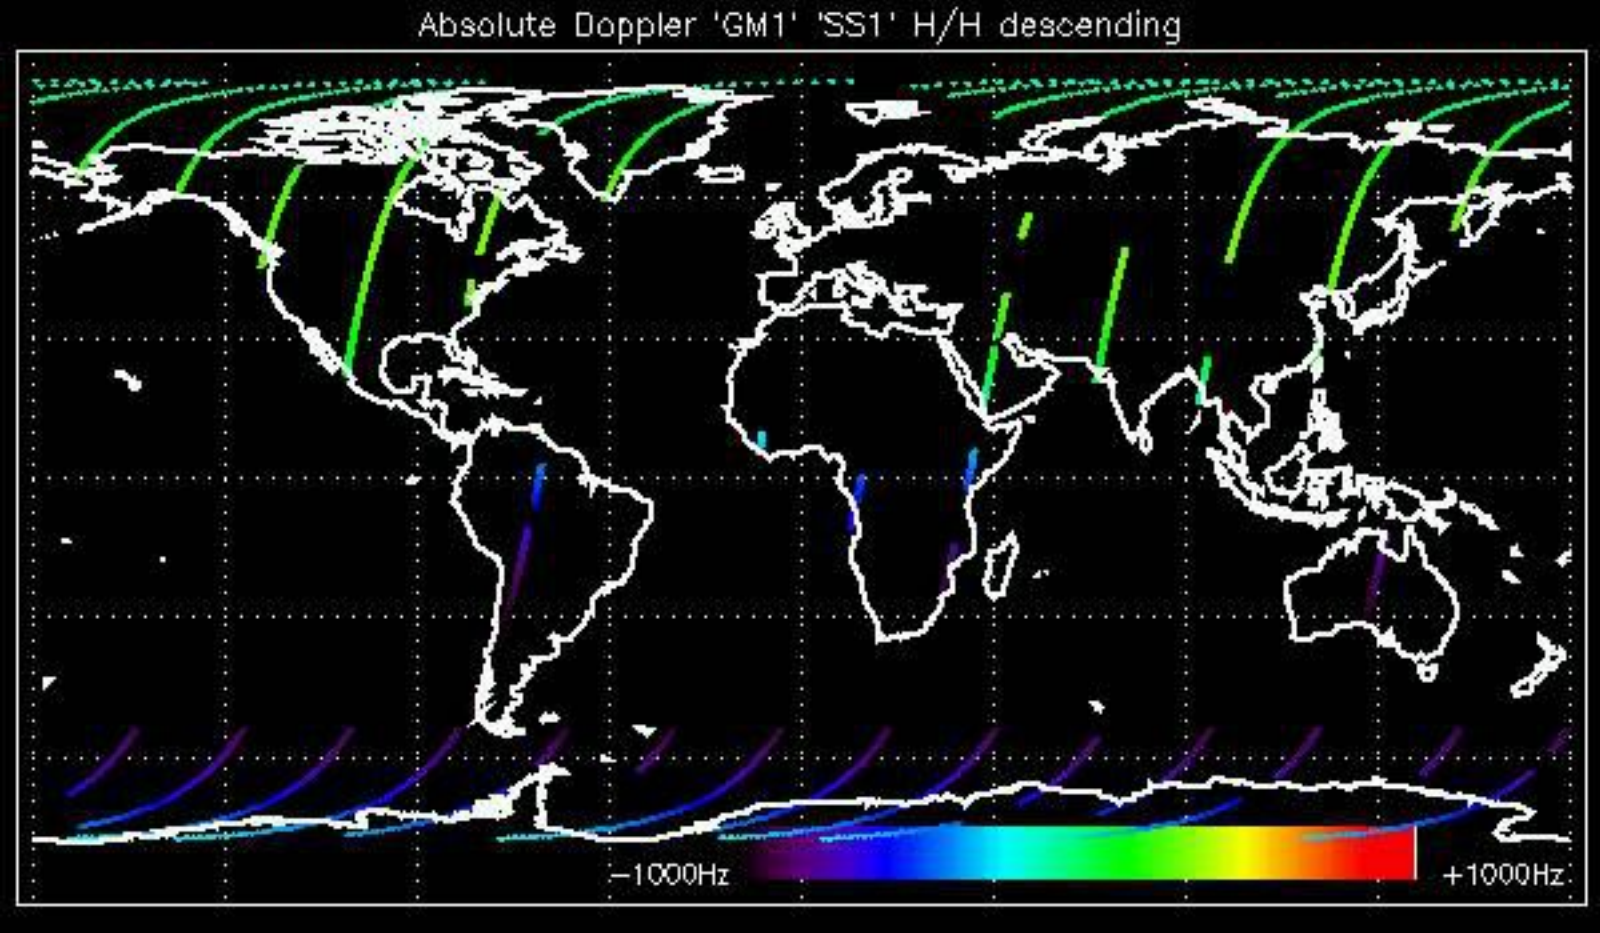 Absolute Doppler 'GM1' 'SS1' H/H descending
−1000Hz
+1000Hz